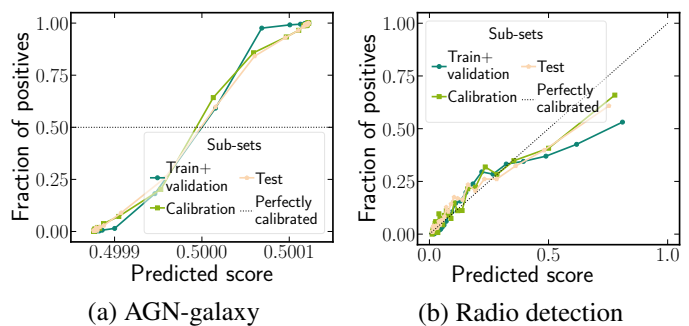 1.00
0.75
0.50
0.25
0.00
Fraction of positives
Sub-sets
Train+
validation
Test
Calibration
Perfectly
calibrated
0.4999
0.5000
0.5001
Predicted score
(a) AGN-galaxy
1.00
0.75
0.50
0.25
0.00
Fraction of positives
Sub-sets
Train+
validation
Test
Calibration
Perfectly
calibrated
0.0
0.5
1.0
Predicted score
(b) Radio detection